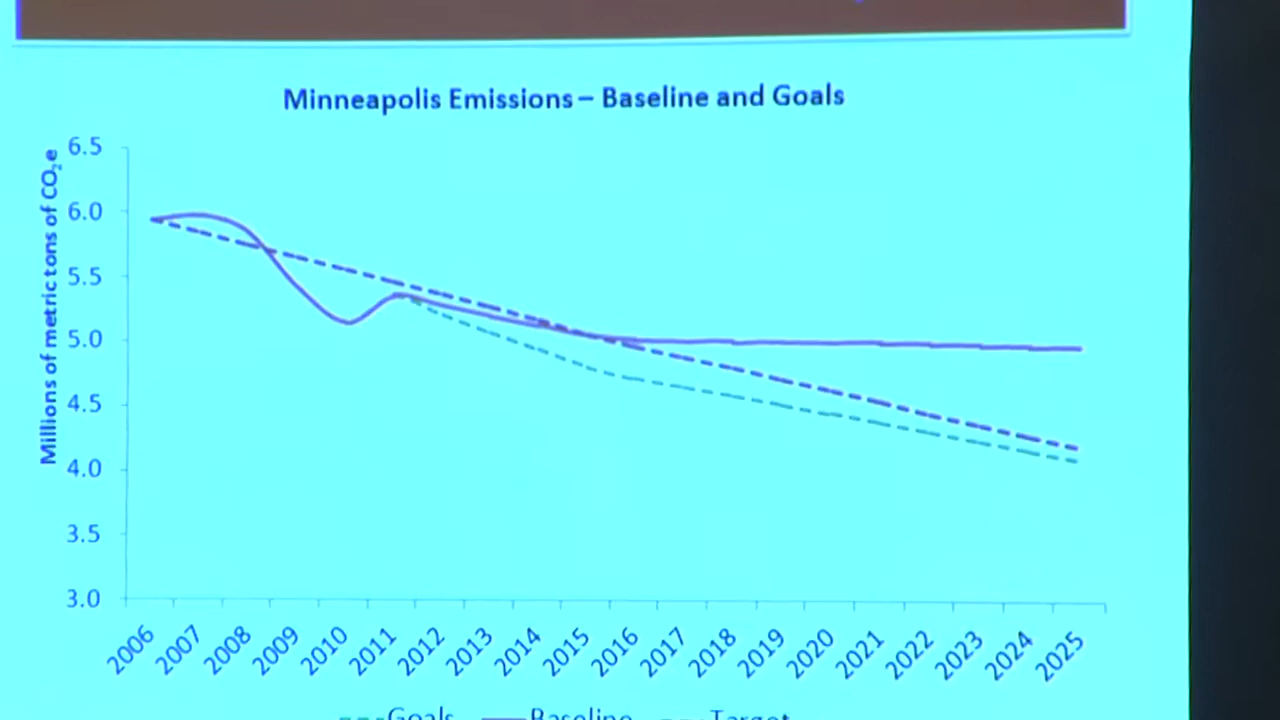 Minneapolis Emissions – Baseline and Goals
Millions of metric tons of CO₂e
6.5
6.0
5.5
5.0
4.5
4.0
3.5
3.0
2006 2007 2008 2009 2010 2011 2012 2013 2014 2015 2016 2017 2018 2019 2020 2021 2022 2023 2024 2025
Goals Baseline Target